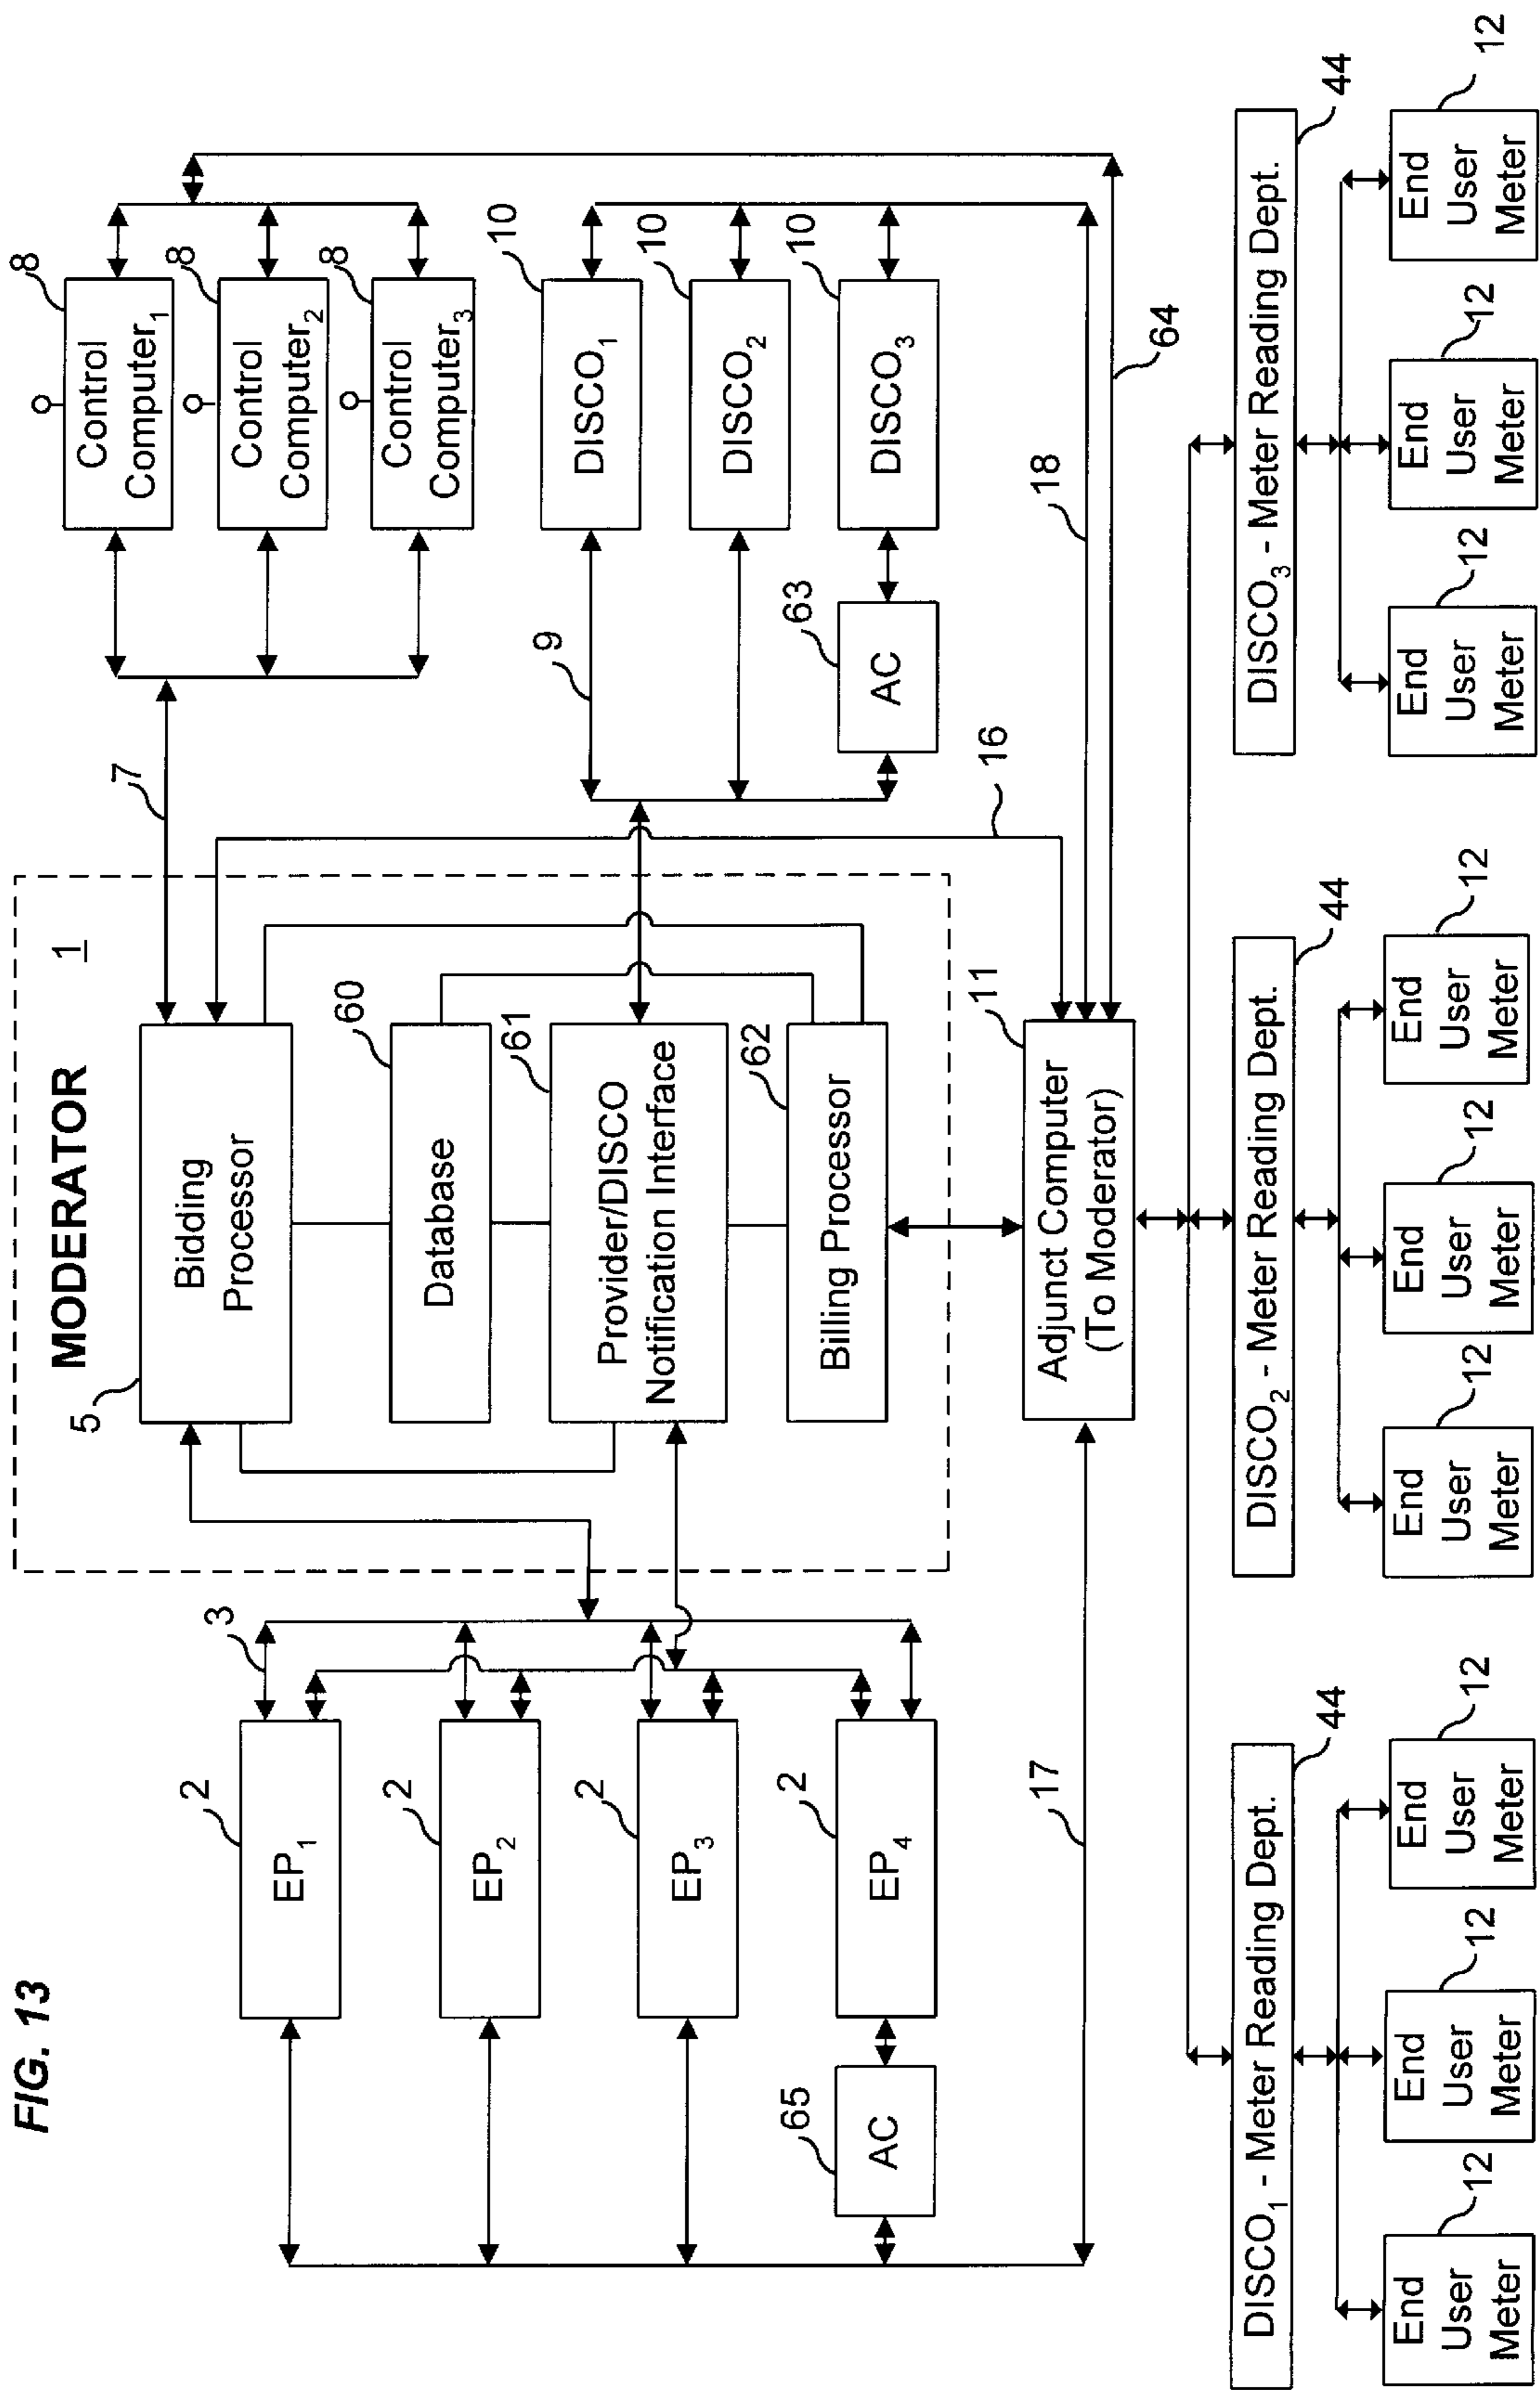 FIG. 13
MODERATOR
1
5
Bidding
Processor
60
Database
61
Provider/DISCO
Notification Interface
62
Billing Processor
3
2
EP1
2
EP2
2
EP3
2
EP4
65
AC
17
7
8
Control
Computer1
8
Control
Computer2
8
Control
Computer3
9
10
DISCO1
10
DISCO2
10
DISCO3
63
AC
16
18
64
11
Adjunct Computer
(To Moderator)
DISCO1 - Meter Reading Dept.
44
DISCO2 - Meter Reading Dept.
44
DISCO3 - Meter Reading Dept.
44
12
End
User
Meter
12
End
User
Meter
12
End
User
Meter
12
End
User
Meter
12
End
User
Meter
12
End
User
Meter
12
End
User
Meter
12
End
User
Meter
12
End
User
Meter